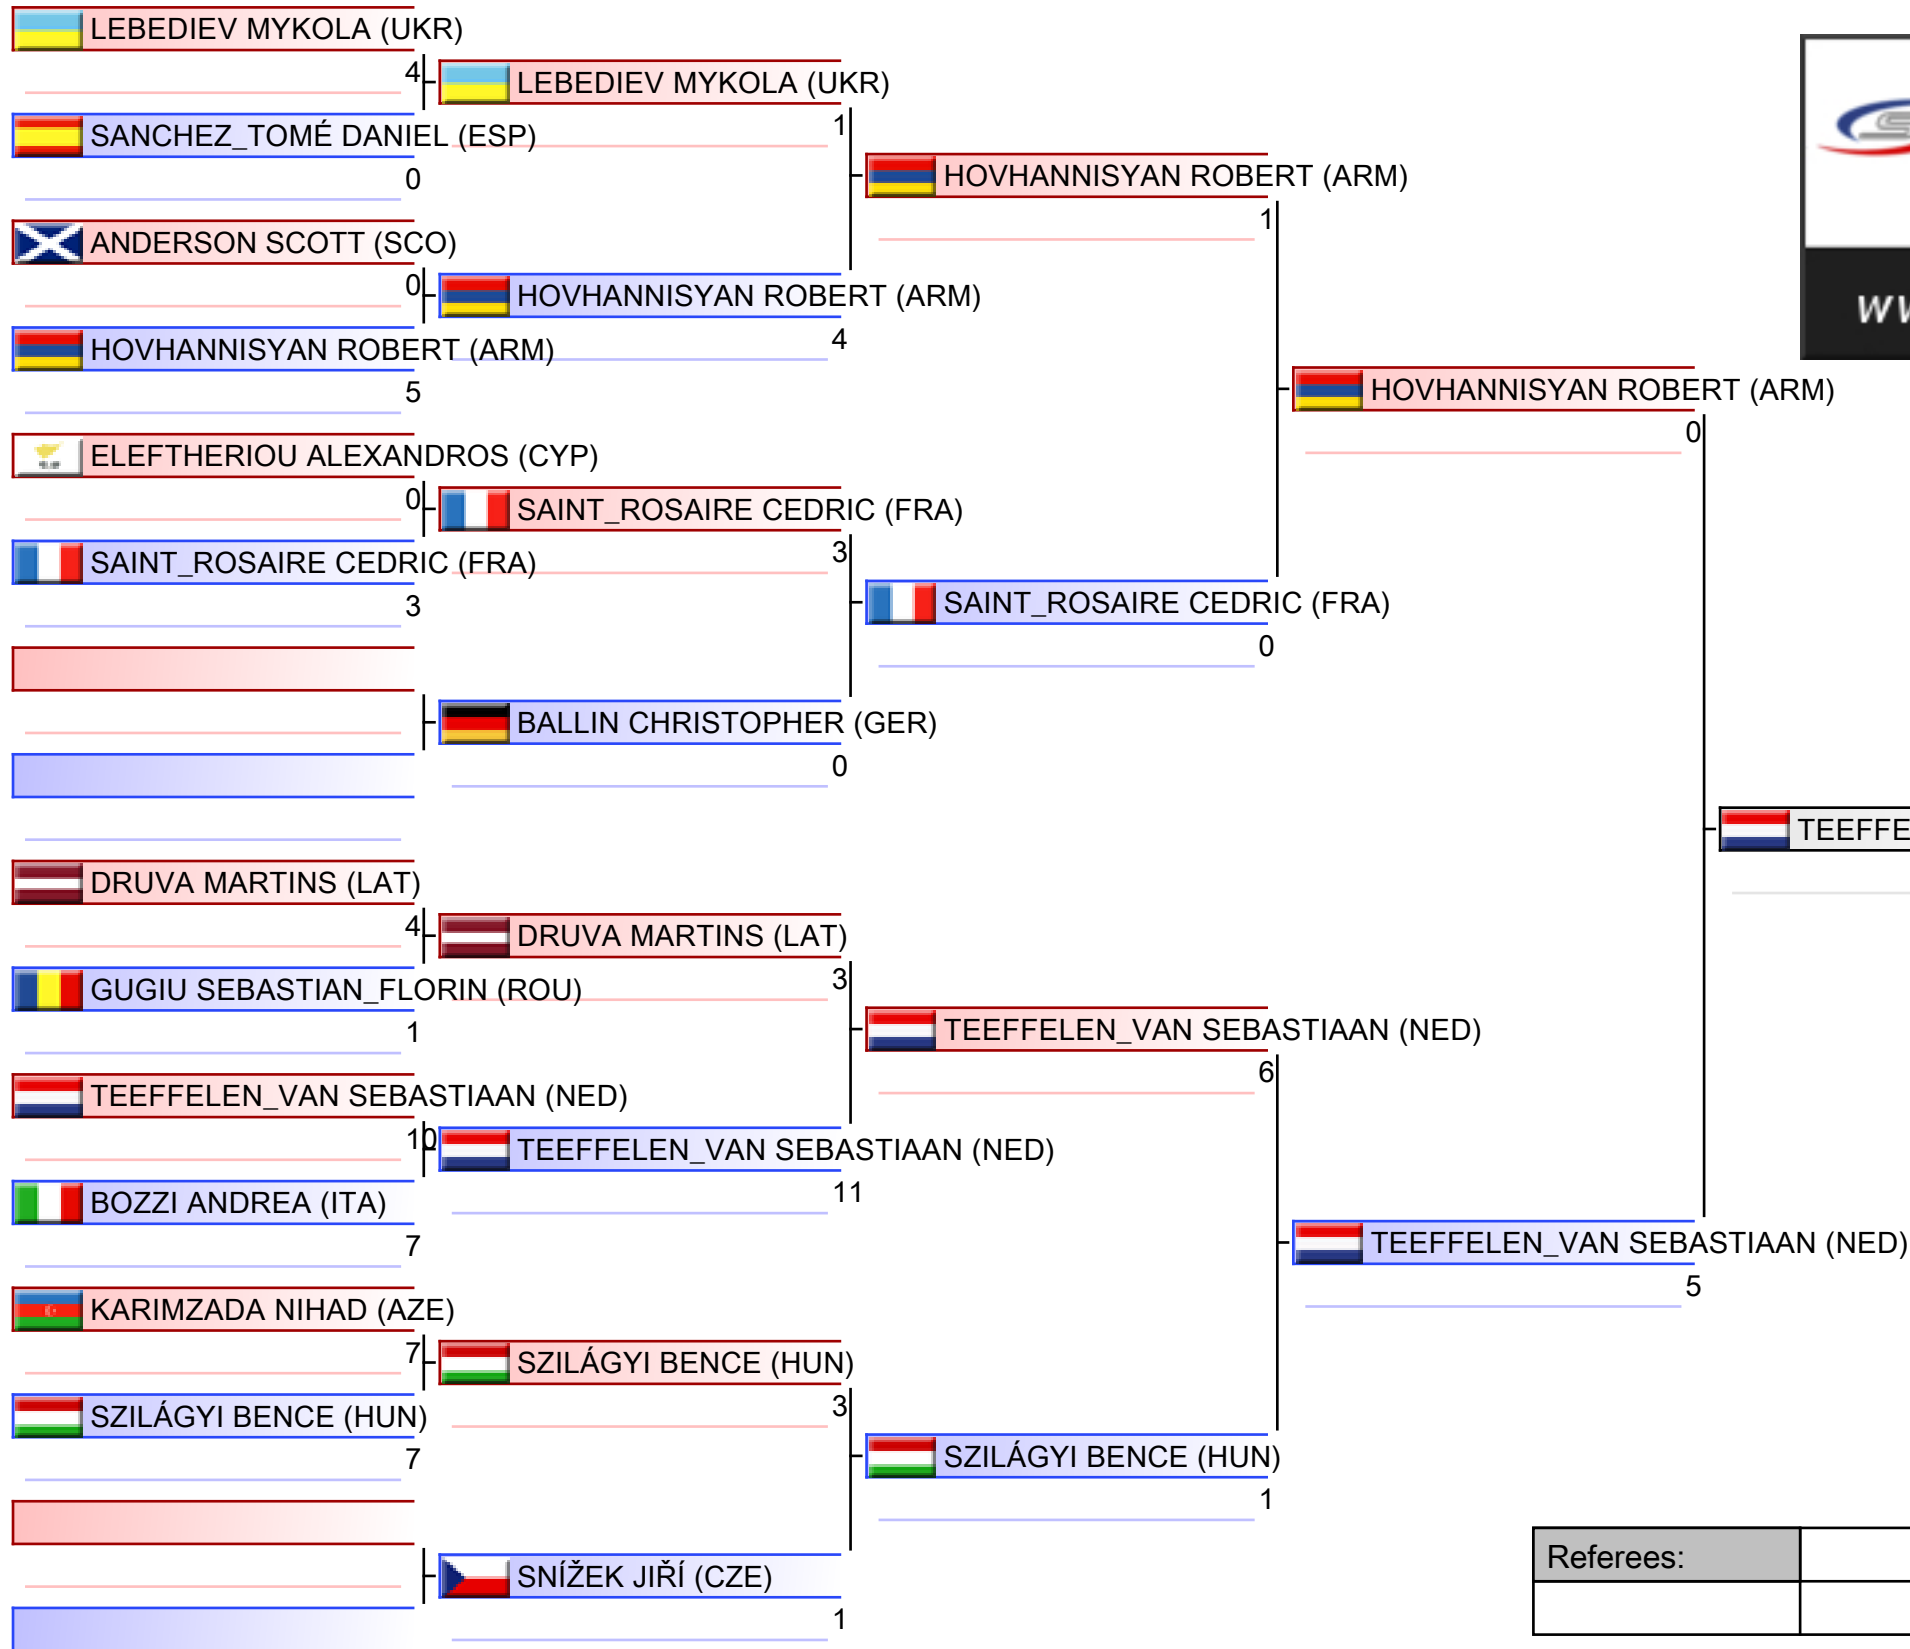 LEBEDIEV MYKOLA (UKR)
4
SANCHEZ_TOMÉ DANIEL (ESP)
0
ANDERSON SCOTT (SCO)
0
HOVHANNISYAN ROBERT (ARM)
5
ELEFTHERIOU ALEXANDROS (CYP)
0
SAINT_ROSAIRE CEDRIC (FRA)
3
DRUVA MARTINS (LAT)
4
GUGIU SEBASTIAN_FLORIN (ROU)
1
TEEFFELEN_VAN SEBASTIAAN (NED)
10
BOZZI ANDREA (ITA)
7
KARIMZADA NIHAD (AZE)
7
SZILÁGYI BENCE (HUN)
7
LEBEDIEV MYKOLA (UKR)
1
HOVHANNISYAN ROBERT (ARM)
4
SAINT_ROSAIRE CEDRIC (FRA)
3
BALLIN CHRISTOPHER (GER)
0
DRUVA MARTINS (LAT)
3
TEEFFELEN_VAN SEBASTIAAN (NED)
11
SZILÁGYI BENCE (HUN)
3
SNÍŽEK JIŘÍ (CZE)
1
HOVHANNISYAN ROBERT (ARM)
1
SAINT_ROSAIRE CEDRIC (FRA)
0
TEEFFELEN_VAN SEBASTIAAN (NED)
6
SZILÁGYI BENCE (HUN)
1
HOVHANNISYAN ROBERT (ARM)
0
TEEFFELEN_VAN SEBASTIAAN (NED)
5
Referees: